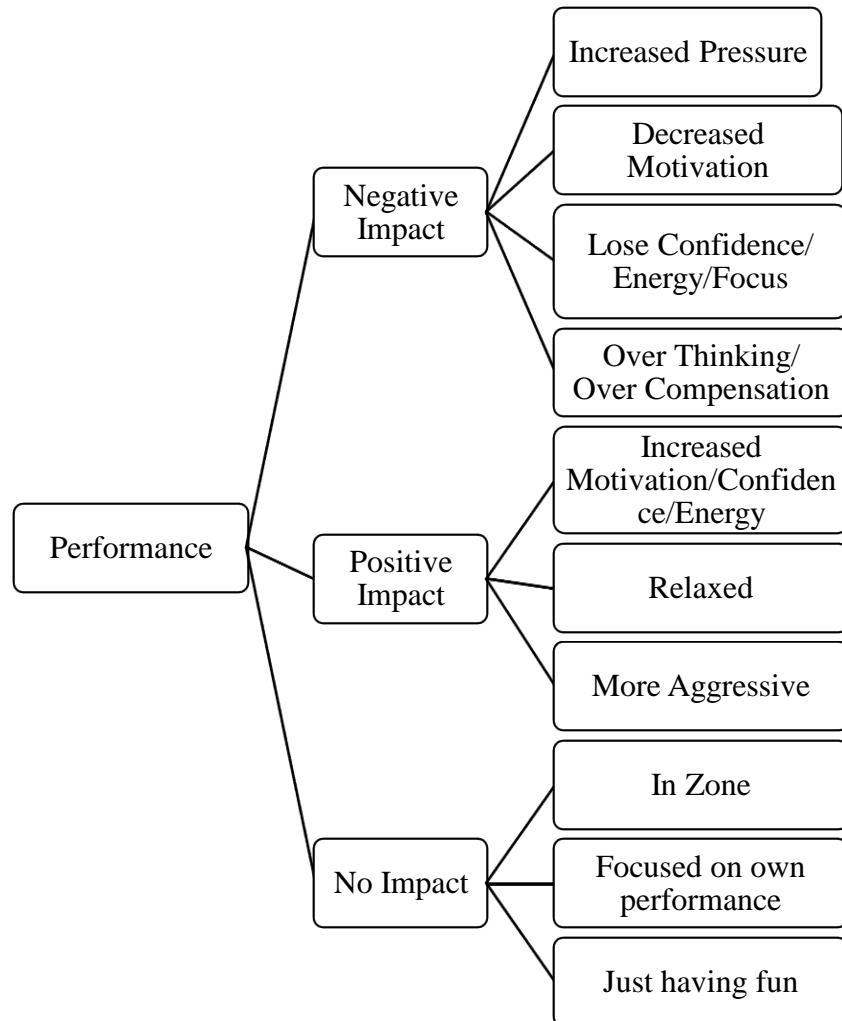 Increased Pressure
Decreased
Motivation
Negative
Impact
Lose Confidence/
Energy/Focus
Over Thinking/
Over Compensation
Increased
Motivation/Confiden
ce/Energy
Performance
Positive
Impact
Relaxed
More Aggressive
In Zone
No Impact
Focused on own
performance
Just having fun